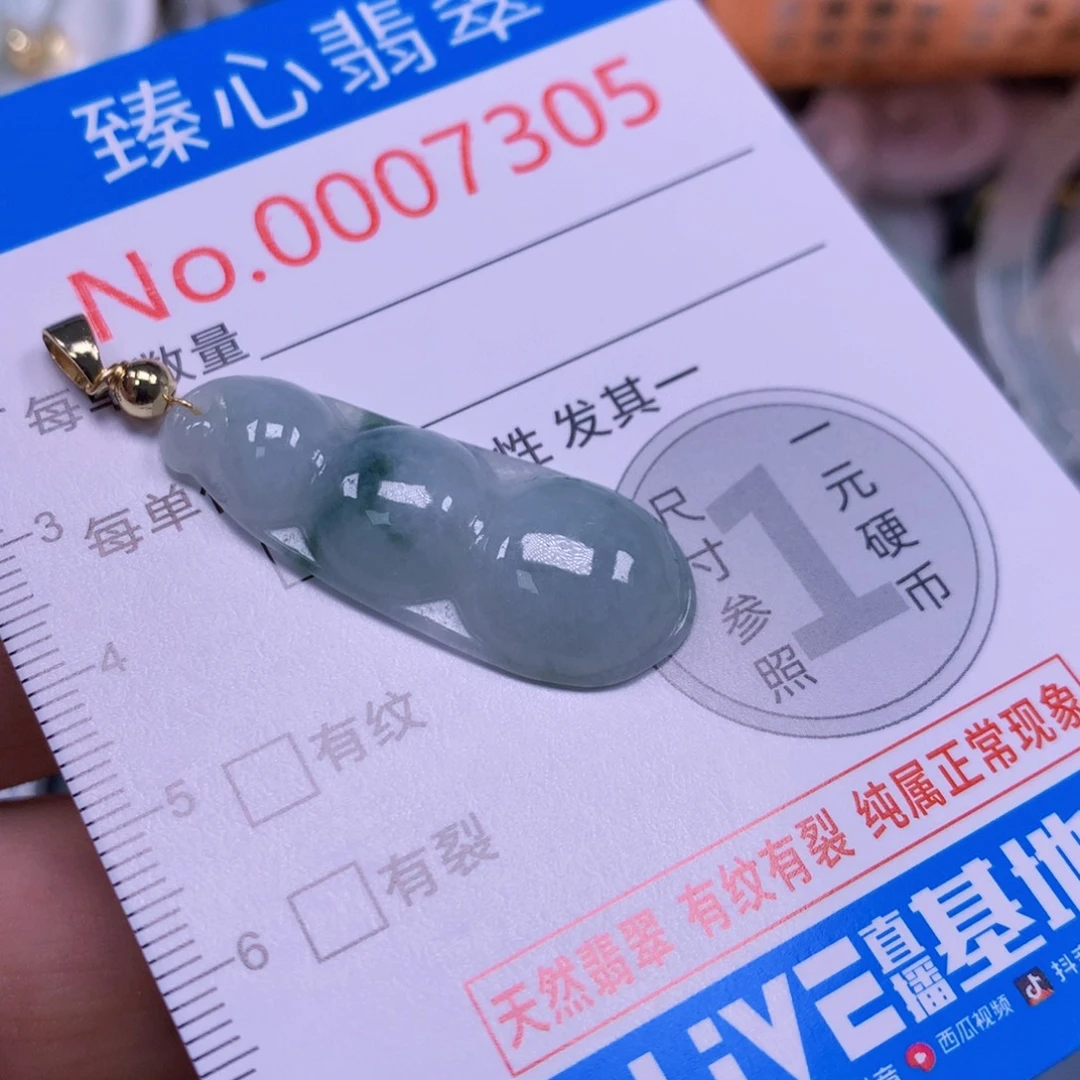 臻心翡翠
No.0007305
数量
每单
性 发其一
每单
一元硬币
尺寸参照
1
3
4
5
6
有纹
有裂
天然翡翠 有纹有裂 纯属正常现象
LiVE直播基地
西瓜视频